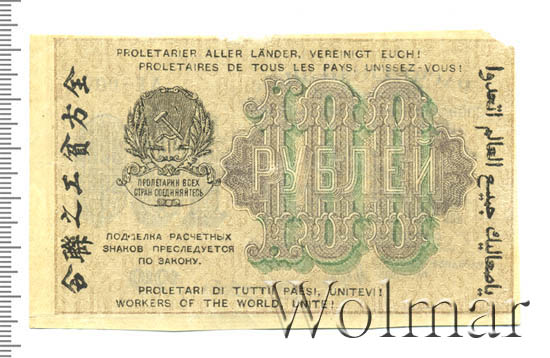 PROLETARIER ALLER LÄNDER, VEREINIGT EUCH!
PROLETAIRES DE TOUS LES PAYS, UNISSEZ-VOUS!
ПРОЛЕТАРИИ ВСЕХ
СТРАН СОЕДИНЯЙТЕСЬ
100
РУБЛЕЙ
ПОДДЕЛКА РАСЧЕТНЫХ
ЗНАКОВ ПРЕСЛЕДУЕТСЯ
ПО ЗАКОНУ.
PROLETARI DI TUTTI I PAESI, UNITEVI!
WORKERS OF THE WORLD, UNITE!
Wolmar